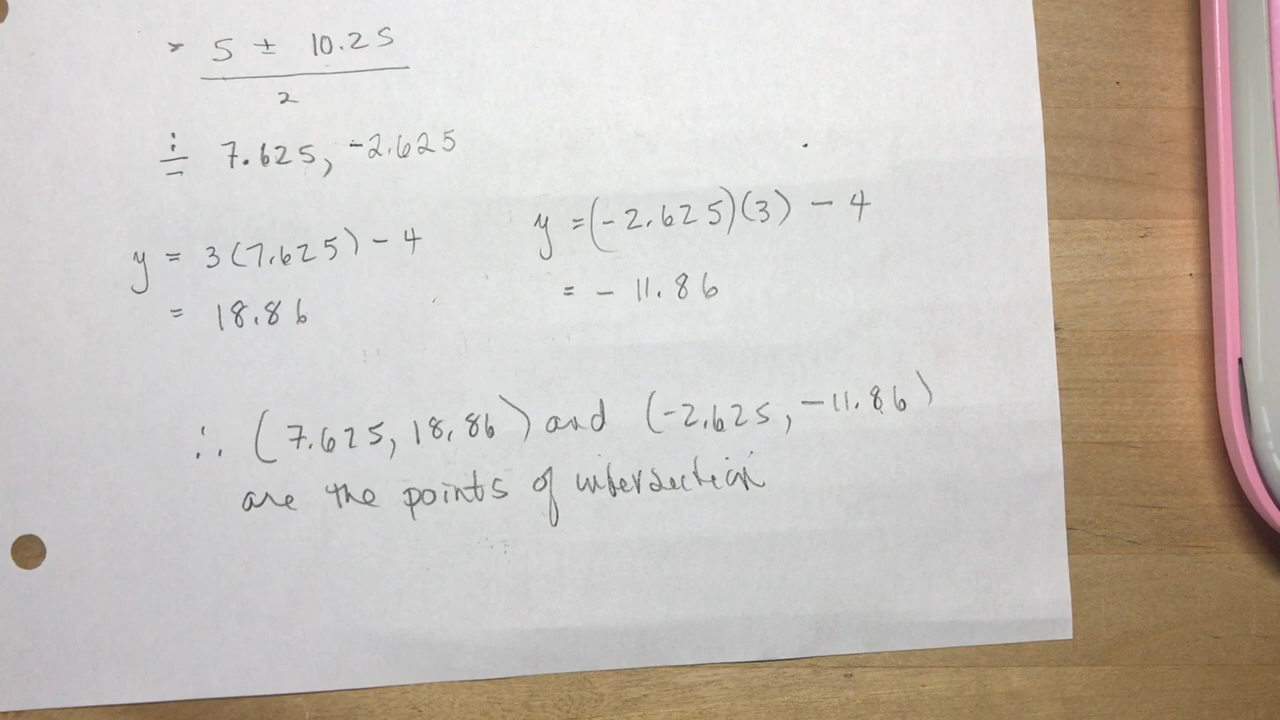 = 5 ± 10.25
2
≑ 7.625, -2.625
y = 3(7.625) - 4
= 18.86
y = (-2.625)(3) - 4
= - 11.86
∴ (7.625, 18.86) and (-2.625, -11.86)
are the points of intersection